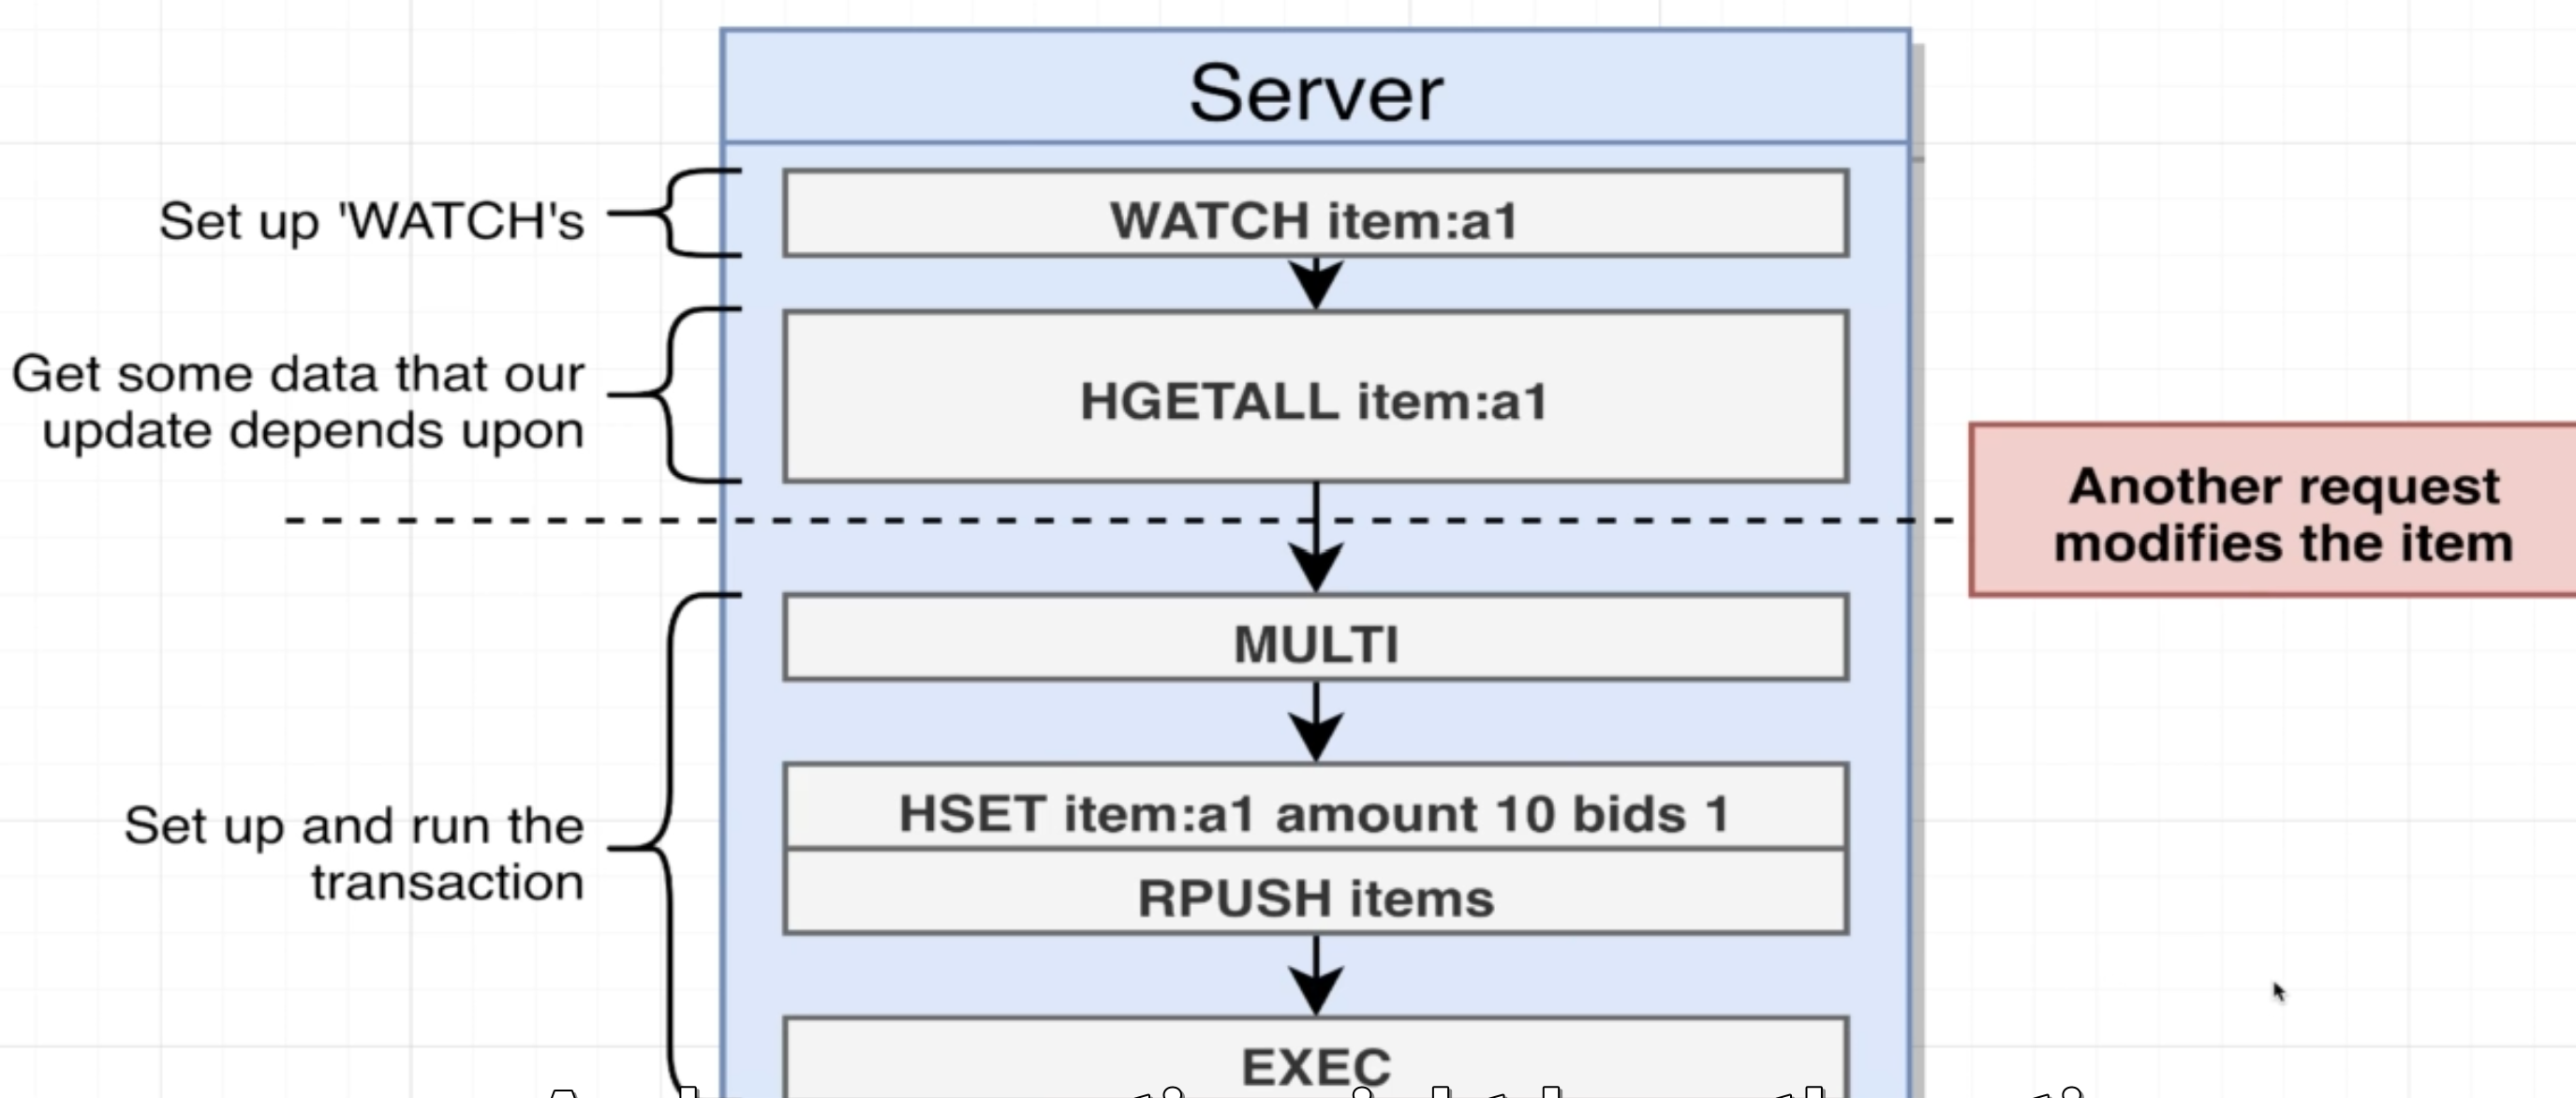 Server
Set up 'WATCH's
WATCH item:a1
Get some data that our
update depends upon
HGETALL item:a1
Another request
modifies the item
MULTI
Set up and run the
transaction
HSET item:a1 amount 10 bids 1
RPUSH items
EXEC